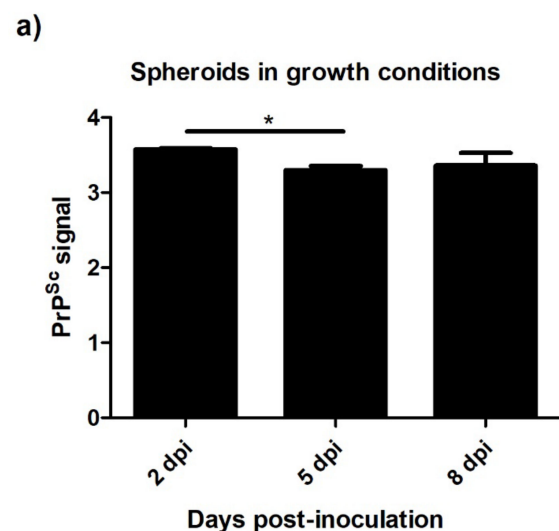 a)
Spheroids in growth conditions
*
4
3
2
1
0
PrPSc signal
2 dpi
5 dpi
8 dpi
Days post-inoculation